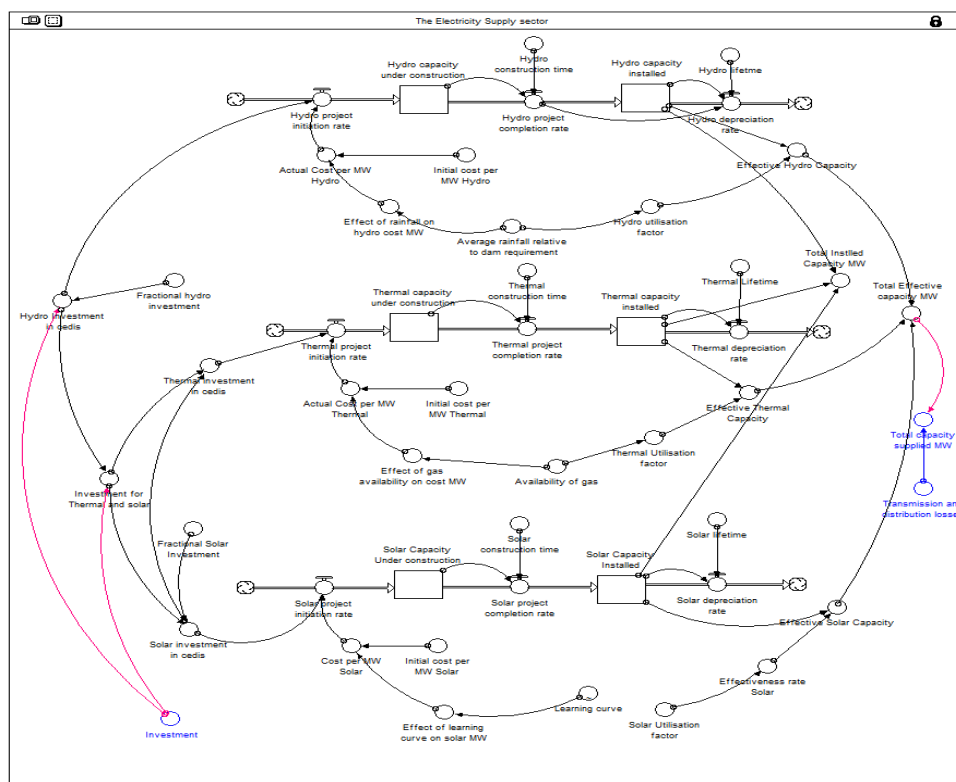 The Electricity Supply sector
Hydro
construction time
Hydro capacity
under construction
Hydro capacity
installed
Hydro lifetme
Hydro project
initiation rate
Hydro project
completion rate
Hydro depreciation
rate
Actual Cost per MW
Hydro
Initial cost per
MW Hydro
Effective Hydro Capacity
Effect of rainfall on
hydro cost MW
Average rainfall relative
to dam requirement
Hydro utilisation
factor
Total Instlled
Capacity MW
Total Effective
capacity MW
Fractional hydro
investment
Hydro investment
in cedis
Thermal capacity
under construction
Thermal
construction time
Thermal capacity
installed
Thermal Lifetime
Thermal project
initiation rate
Thermal project
completion rate
Thermal depreciation
rate
Thermal investment
in cedis
Actual Cost per MW
Thermal
Initial cost per
MW Thermal
Effective Thermal
Capacity
Total capacity
supplied MW
Effect of gas
availability on cost MW
Availability of gas
Thermal Utilisation
factor
Investment for
Thermal and solar
Transmission an
distribution losse
Fractional Solar
Investment
Solar Capacity
Under construction
Solar
construction time
Solar Capacity
Installed
Solar lifetime
Solar project
initiation rate
Solar project
completion rate
Solar depreciation
rate
Effective Solar Capacity
Solar investment
in cedis
Cost per MW
Solar
Initial cost per
MW Solar
Effectiveness rate
Solar
Learning curve
Effect of learning
curve on solar MW
Solar Utilisation
factor
Investment